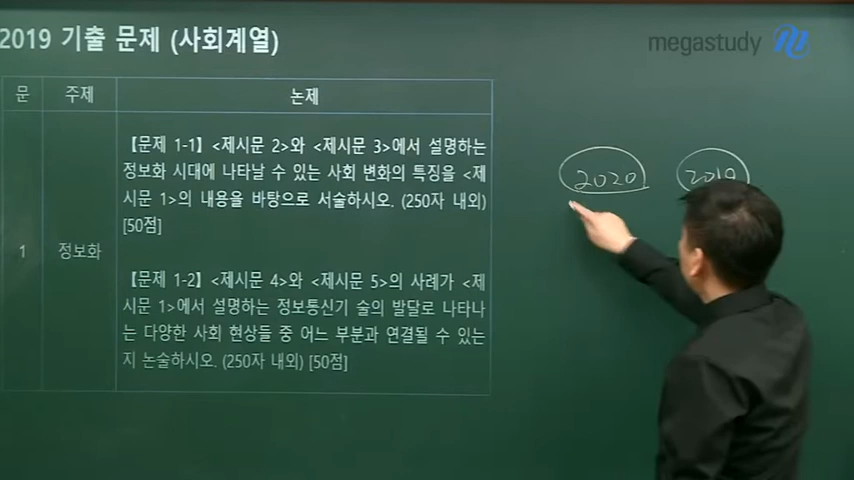 2019 기출 문제 (사회계열)
megastudy
문 주제 논제
【문제 1-1】 <제시문 2>와 <제시문 3>에서 설명하는
정보화 시대에 나타날 수 있는 사회 변화의 특징을 <제
시문 1>의 내용을 바탕으로 서술하시오. (250자 내외)
[50점]
1 정보화
【문제 1-2】 <제시문 4>와 <제시문 5>의 사례가 <제
시문 1>에서 설명하는 정보통신기 술의 발달로 나타나
는 다양한 사회 현상들 중 어느 부분과 연결될 수 있는
지 논술하시오. (250자 내외) [50점]
2020 2019